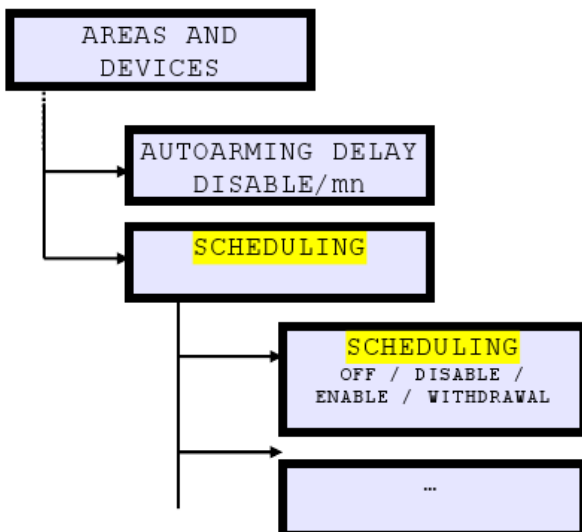 AREAS AND
DEVICES
AUTOARMING DELAY
DISABLE/mn
SCHEDULING
SCHEDULING
OFF / DISABLE /
ENABLE / WITHDRAWAL
…